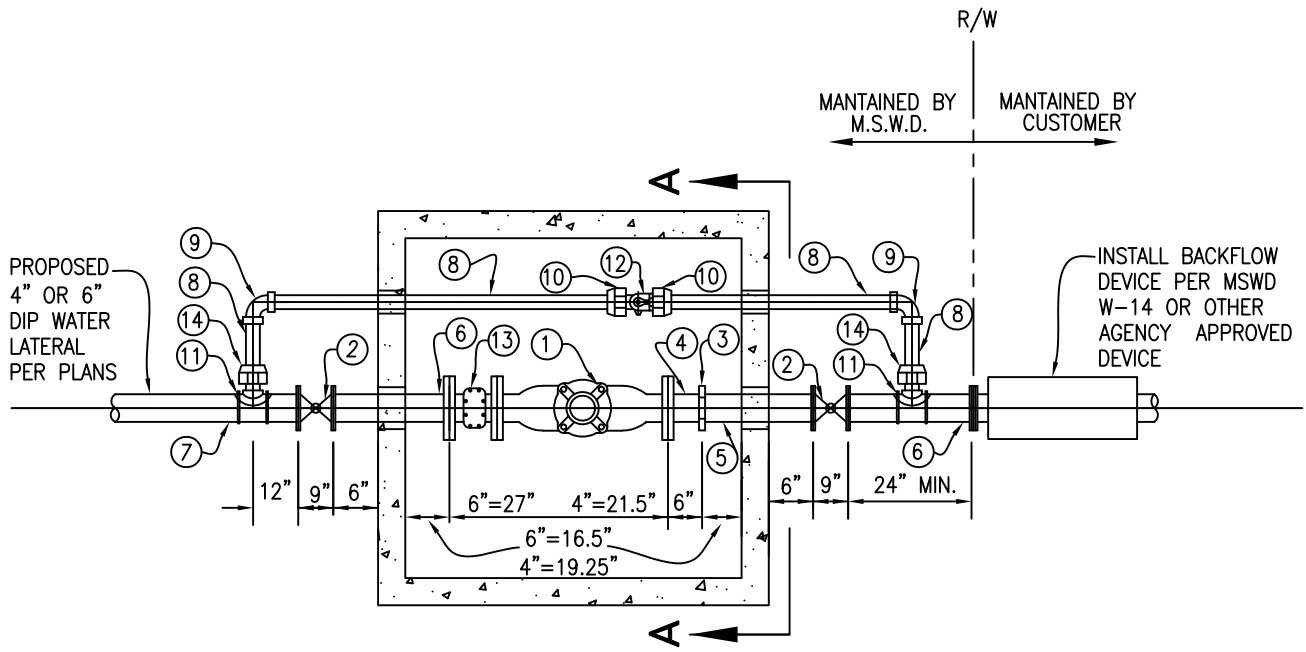 R/W
MANTAINED BY
M.S.W.D.
MANTAINED BY
CUSTOMER
A
PROPOSED
4" OR 6"
DIP WATER
LATERAL
PER PLANS
9
8
14
11
2
7
8
10
12
10
6
13
1
4
3
5
8
9
14
8
2
11
6
INSTALL BACKFLOW
DEVICE PER MSWD
W-14 OR OTHER
AGENCY APPROVED
DEVICE
12"
9"
6"
6"=27"
4"=21.5"
6"
6"=16.5"
4"=19.25"
6"
9"
24" MIN.
A